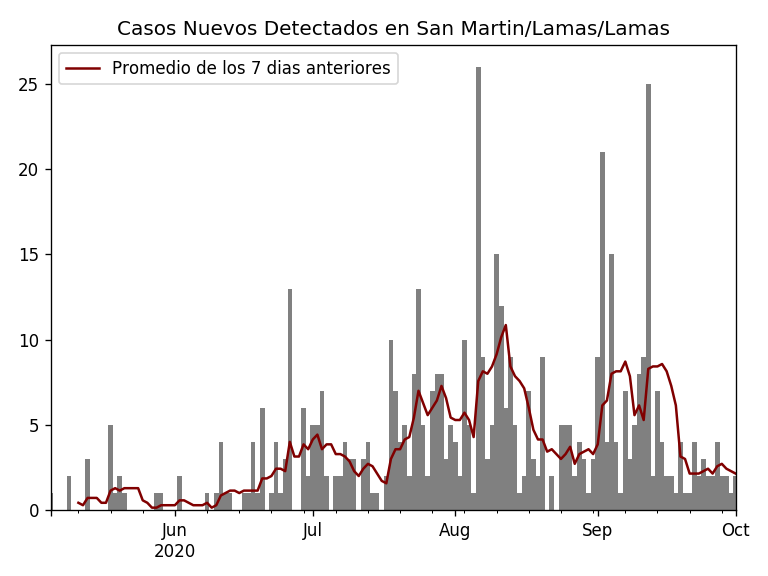 Casos Nuevos Detectados en San Martin/Lamas/Lamas
Promedio de los 7 dias anteriores
25
20
15
10
5
0
Jun
2020
Jul
Aug
Sep
Oct